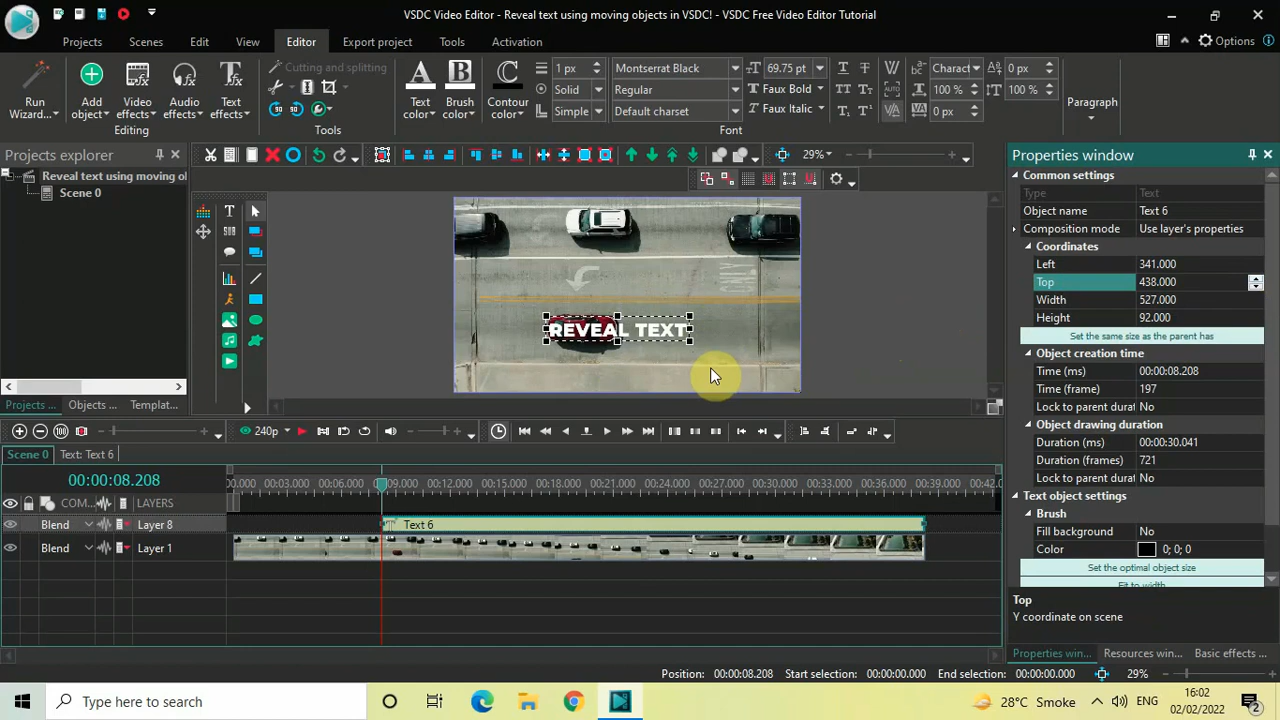 VSDC Video Editor - Reveal text using moving objects in VSDC! - VSDC Free Video Editor Tutorial
Projects Scenes Edit View Editor Export project Tools Activation
Options
Run Wizard...
Add object
Video effects
Audio effects
Text effects
Editing
Cutting and splitting
Tools
Text color
Brush color
Contour color
1 px
Solid
Simple
Montserrat Black
Regular
Default charset
69.75 pt
Faux Bold
Faux Italic
Font
Charact
100 %
0 px
0 px
100 %
Paragraph
Projects explorer
29%
Properties window
Reveal text using moving ol
Scene 0
ONLY
REVEAL TEXT
Common settings
Type Text
Object name Text 6
Composition mode Use layer's properties
Coordinates
Left 341.000
Top 438.000
Width 527.000
Height 92.000
Set the same size as the parent has
Object creation time
Time (ms) 00:00:08.208
Time (frame) 197
Lock to parent durat No
Object drawing duration
Duration (ms) 00:00:30.041
Duration (frames) 721
Lock to parent durat No
Text object settings
Brush
Fill background No
Color 0; 0; 0
Set the optimal object size
Fit to width
Top
Y coordinate on scene
Projects ... Objects ... Templat...
240p
Scene 0 Text: Text 6
00:00:08.208
0.000 00:03.000 00:06.000 00:09.000 00:12.000 00:15.000 00:18.000 00:21.000 00:24.000 00:27.000 00:30.000 00:33.000 00:36.000 00:39.000 00:42.0
COM... LAYERS
Blend Layer 8 Text 6
Blend Layer 1
Properties win... Resources win... Basic effects ...
Position: 00:00:08.208 Start selection: 00:00:00.000 End selection: 00:00:00.000 29%
Type here to search
28°C Smoke
ENG
16:02
02/02/2022
2